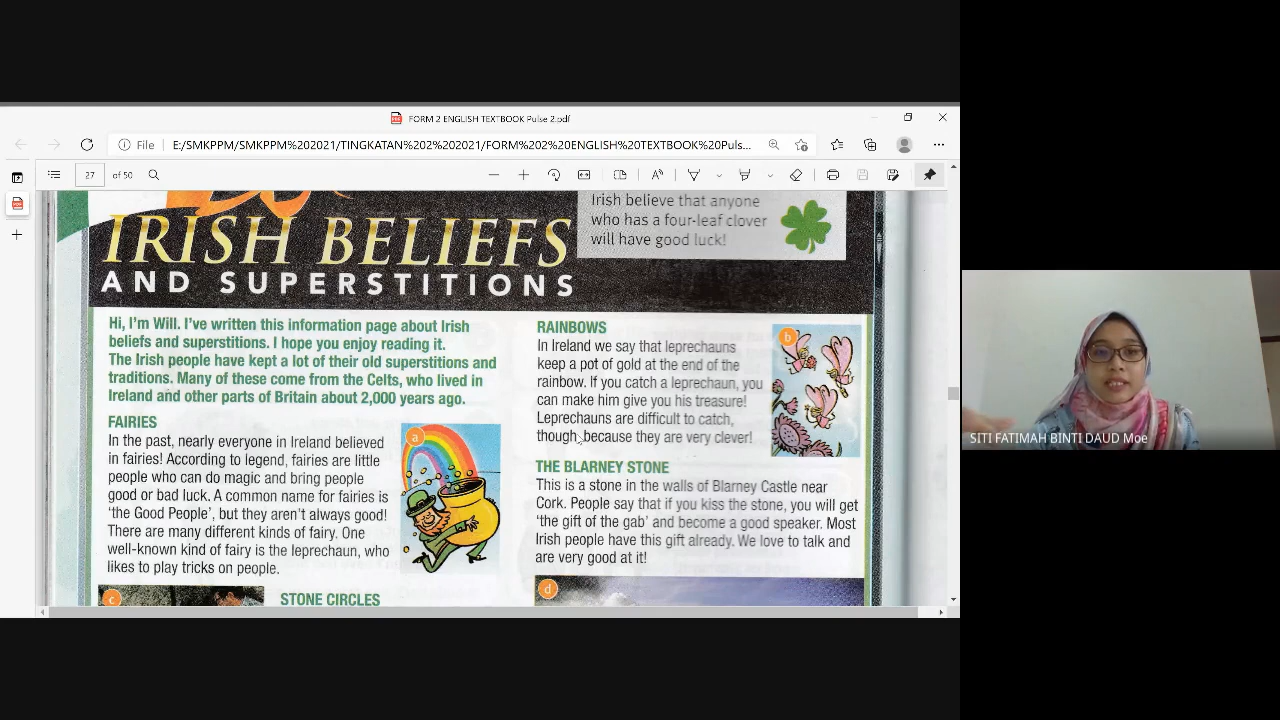 FORM 2 ENGLISH TEXTBOOK Pulse 2.pdf
File
E:/SMKPPM%202021/TINGKATAN%202%202021/FORM%202%20ENGLISH%20TEXTBOOK%20Puls...
27
of 50
Irish believe that anyone
who has a four-leaf clover
will have good luck!
IRISH BELIEFS
AND SUPERSTITIONS
Hi, I'm Will. I've written this information page about Irish
beliefs and superstitions. I hope you enjoy reading it.
The Irish people have kept a lot of their old superstitions and
traditions. Many of these come from the Celts, who lived in
Ireland and other parts of Britain about 2,000 years ago.
FAIRIES
In the past, nearly everyone in Ireland believed
in fairies! According to legend, fairies are little
people who can do magic and bring people
good or bad luck. A common name for fairies is
'the Good People', but they aren't always good!
There are many different kinds of fairy. One
well-known kind of fairy is the leprechaun, who
likes to play tricks on people.
a
c
STONE CIRCLES
RAINBOWS
In Ireland we say that leprechauns
keep a pot of gold at the end of the
rainbow. If you catch a leprechaun, you
can make him give you his treasure!
Leprechauns are difficult to catch,
though because they are very clever!
b
THE BLARNEY STONE
This is a stone in the walls of Blarney Castle near
Cork. People say that if you kiss the stone, you will get
'the gift of the gab' and become a good speaker. Most
Irish people have this gift already. We love to talk and
are very good at it!
d
SITI FATIMAH BINTI DAUD Moe